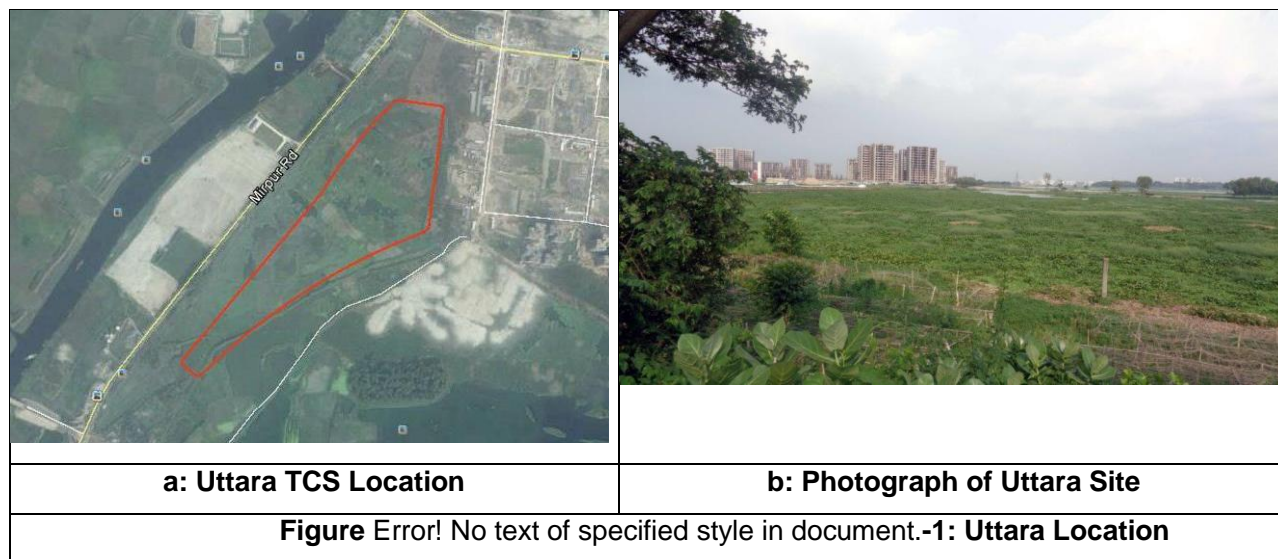 Mirpur Rd
a: Uttara TCS Location
b: Photograph of Uttara Site
Figure Error! No text of specified style in document.-1: Uttara Location